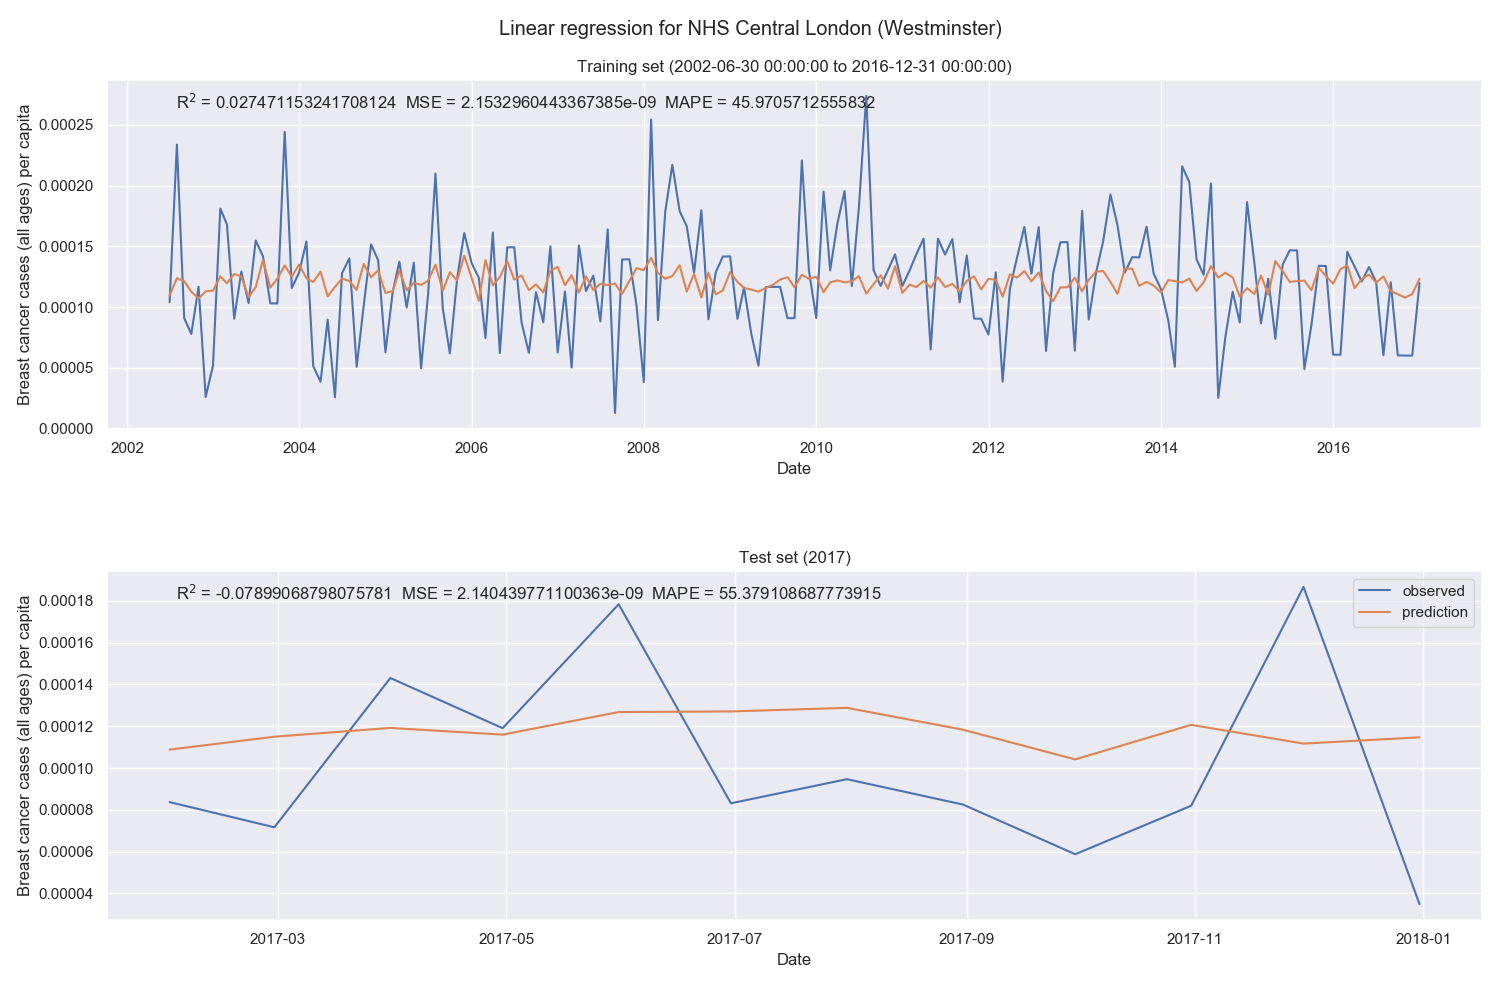 Linear regression for NHS Central London (Westminster)
Training set (2002-06-30 00:00:00 to 2016-12-31 00:00:00)
R² = 0.027471153241708124 MSE = 2.1532960443367385e-09 MAPE = 45.9705712555832
Breast cancer cases (all ages) per capita
0.00025
0.00020
0.00015
0.00010
0.00005
0.00000
2002 2004 2006 2008 2010 2012 2014 2016
Date
Test set (2017)
R² = -0.07899068798075781 MSE = 2.140439771100363e-09 MAPE = 55.379108687773915
observed
prediction
Breast cancer cases (all ages) per capita
0.00018
0.00016
0.00014
0.00012
0.00010
0.00008
0.00006
0.00004
2017-03 2017-05 2017-07 2017-09 2017-11 2018-01
Date